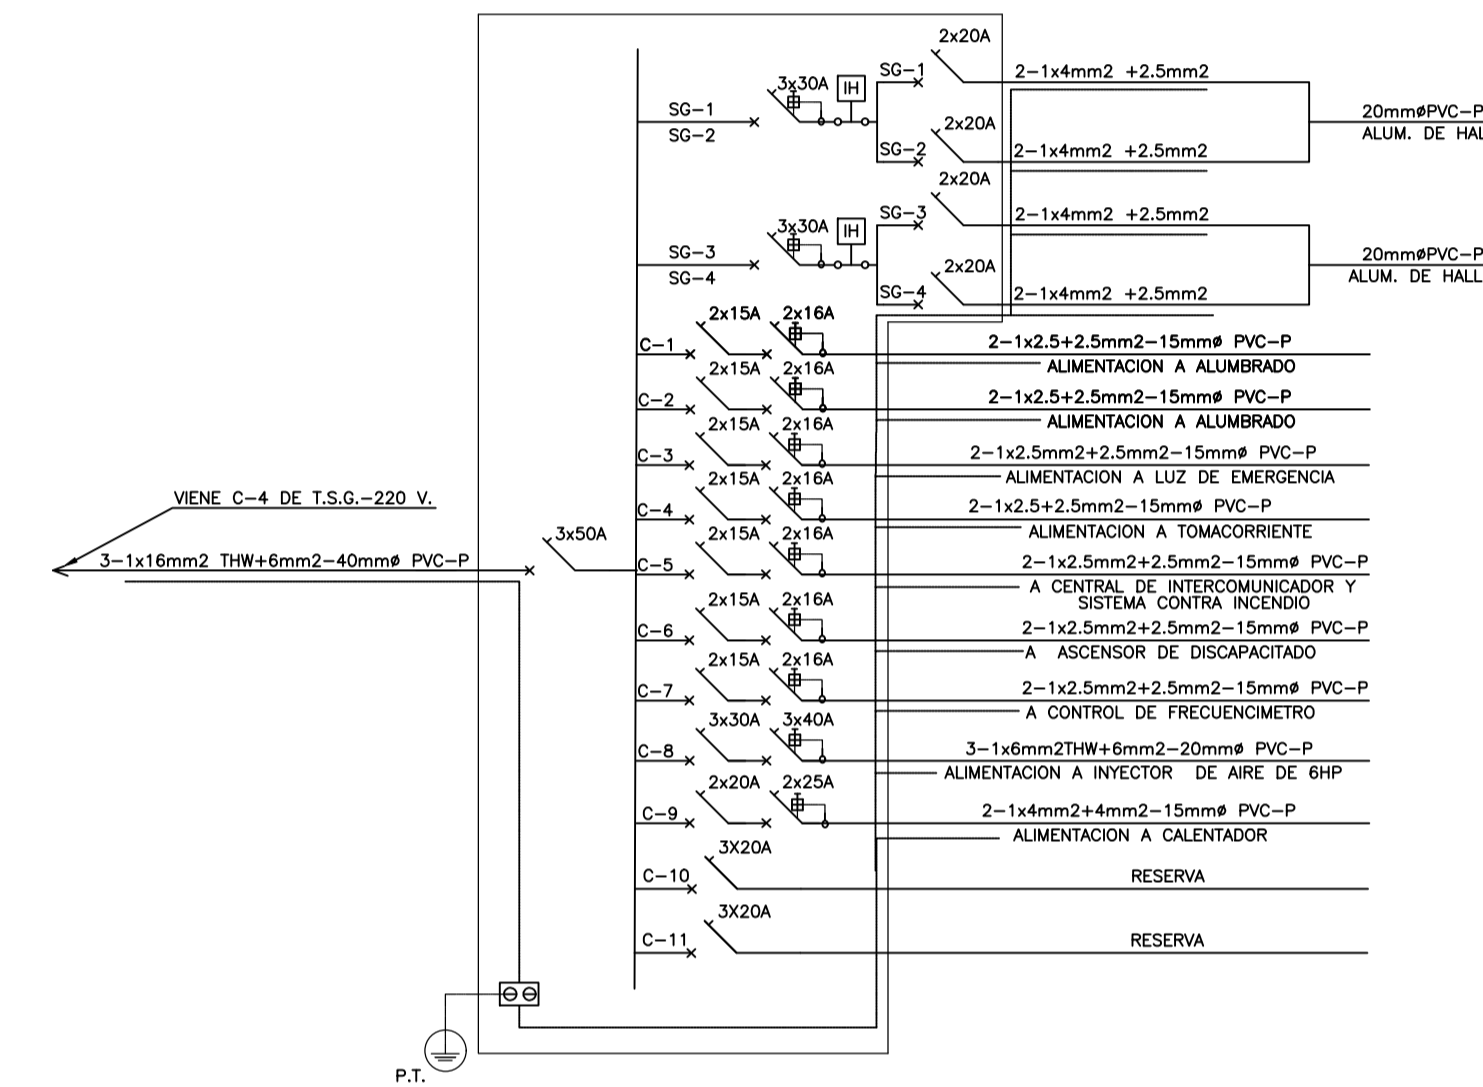 2x20A
SG-1
2-1x4mm2 +2.5mm2
3x30A
IH
SG-1
SG-2
20mmøPVC-P
ALUM. DE HAL
2x20A
SG-2
2-1x4mm2 +2.5mm2
2x20A
SG-3
2-1x4mm2 +2.5mm2
3x30A
IH
SG-3
SG-4
20mmøPVC-P
ALUM. DE HALL
2x20A
SG-4
2-1x4mm2 +2.5mm2
2x15A 2x16A
C-1
2-1x2.5+2.5mm2-15mmø PVC-P
ALIMENTACION A ALUMBRADO
2x15A 2x16A
C-2
2-1x2.5+2.5mm2-15mmø PVC-P
ALIMENTACION A ALUMBRADO
2x15A 2x16A
C-3
2-1x2.5mm2+2.5mm2-15mmø PVC-P
ALIMENTACION A LUZ DE EMERGENCIA
2x15A 2x16A
C-4
2-1x2.5+2.5mm2-15mmø PVC-P
ALIMENTACION A TOMACORRIENTE
VIENE C-4 DE T.S.G.-220 V.
3-1x16mm2 THW+6mm2-40mmø PVC-P
3x50A
2x15A 2x16A
C-5
2-1x2.5mm2+2.5mm2-15mmø PVC-P
A CENTRAL DE INTERCOMUNICADOR Y
SISTEMA CONTRA INCENDIO
2x15A 2x16A
C-6
2-1x2.5mm2+2.5mm2-15mmø PVC-P
A ASCENSOR DE DISCAPACITADO
2x15A 2x16A
C-7
2-1x2.5mm2+2.5mm2-15mmø PVC-P
A CONTROL DE FRECUENCIMETRO
3x30A 3x40A
C-8
3-1x6mm2THW+6mm2-20mmø PVC-P
ALIMENTACION A INYECTOR DE AIRE DE 6HP
2x20A 2x25A
C-9
2-1x4mm2+4mm2-15mmø PVC-P
ALIMENTACION A CALENTADOR
3X20A
C-10
RESERVA
3X20A
C-11
RESERVA
P.T.